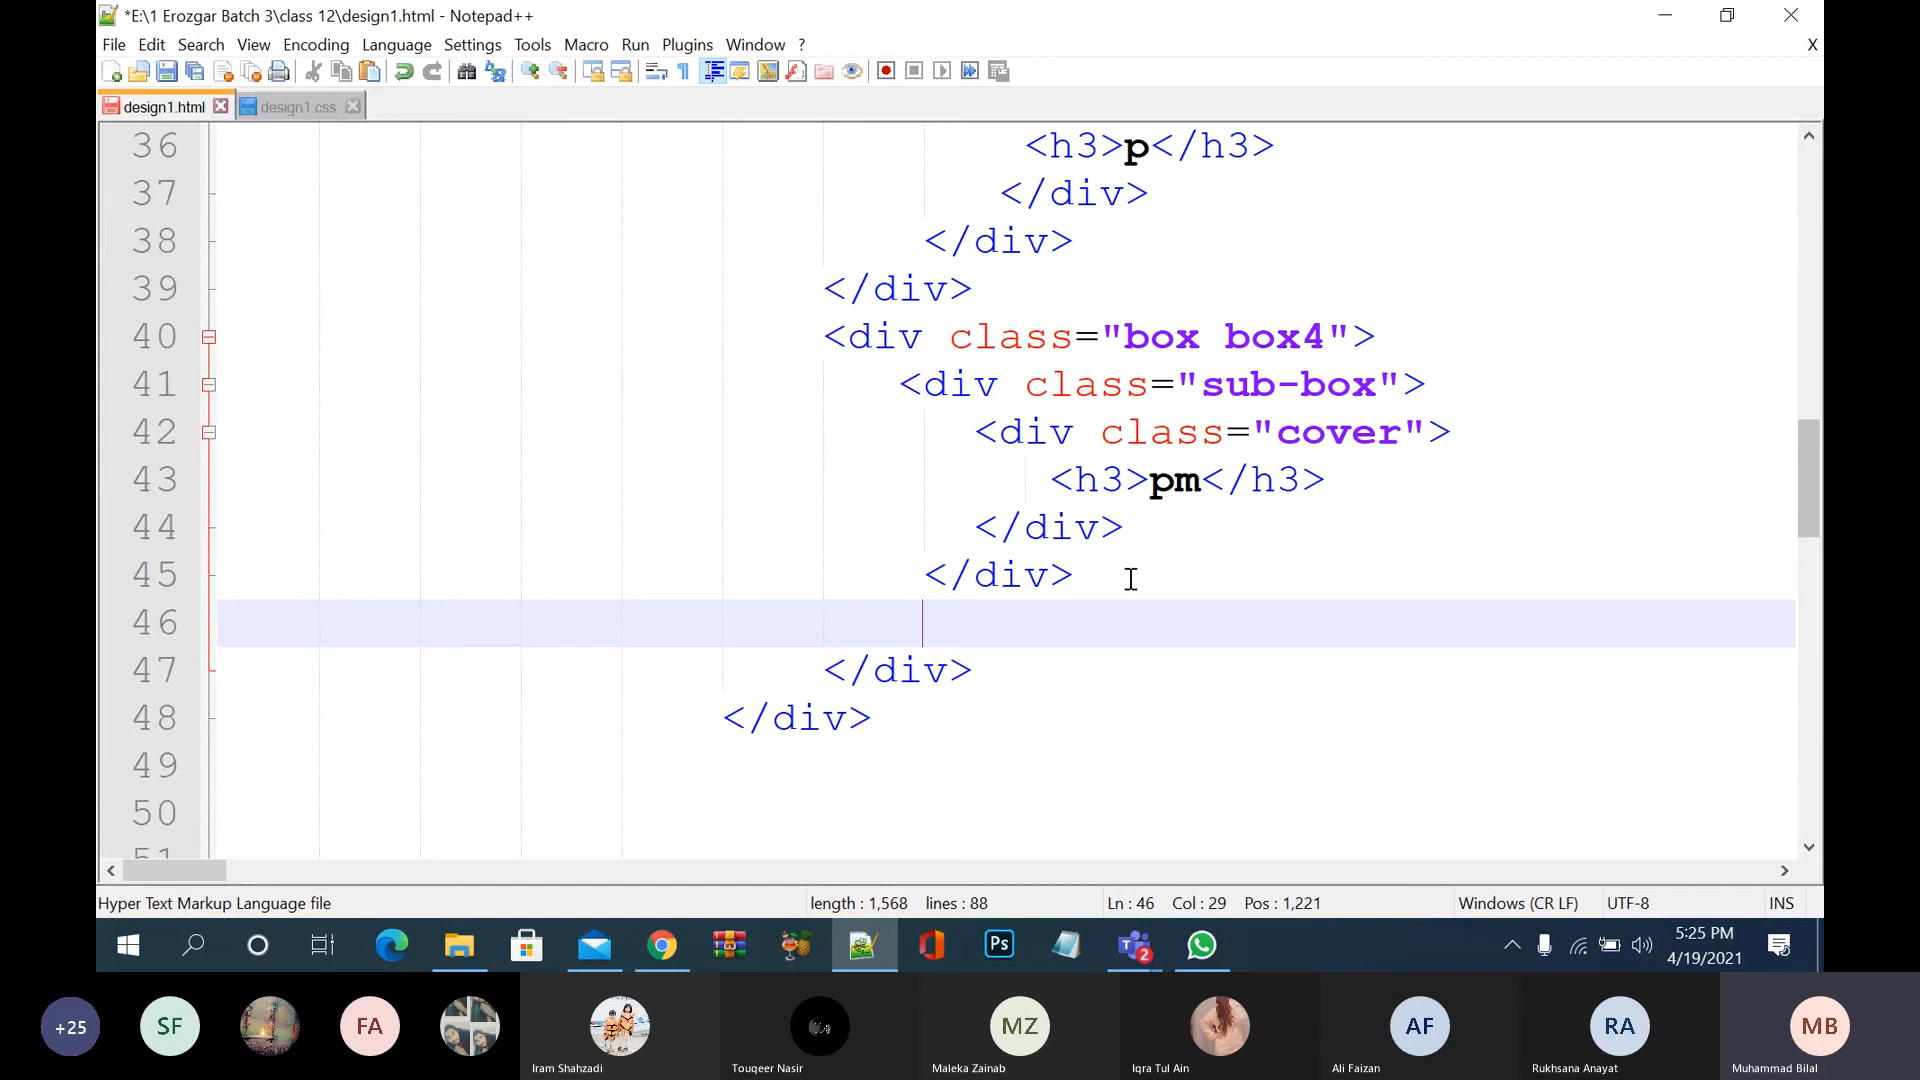 *E:\1 Erozgar Batch 3\class 12\design1.html - Notepad++
File Edit Search View Encoding Language Settings Tools Macro Run Plugins Window ? X
design1.html design1.css
36 <h3>p</h3>
37 </div>
38 </div>
39 </div>
40 <div class="box box4">
41 <div class="sub-box">
42 <div class="cover">
43 <h3>pm</h3>
44 </div>
45 </div>
46
47 </div>
48 </div>
49
50
51
Hyper Text Markup Language file length : 1,568 lines : 88 Ln : 46 Col : 29 Pos : 1,221 Windows (CR LF) UTF-8 INS
Ps 2 5:25 PM
4/19/2021
+25 SF FA MZ AF RA MB
Iram Shahzadi Touqeer Nasir Maleka Zainab Iqra Tul Ain Ali Faizan Rukhsana Anayat Muhammad Bilal